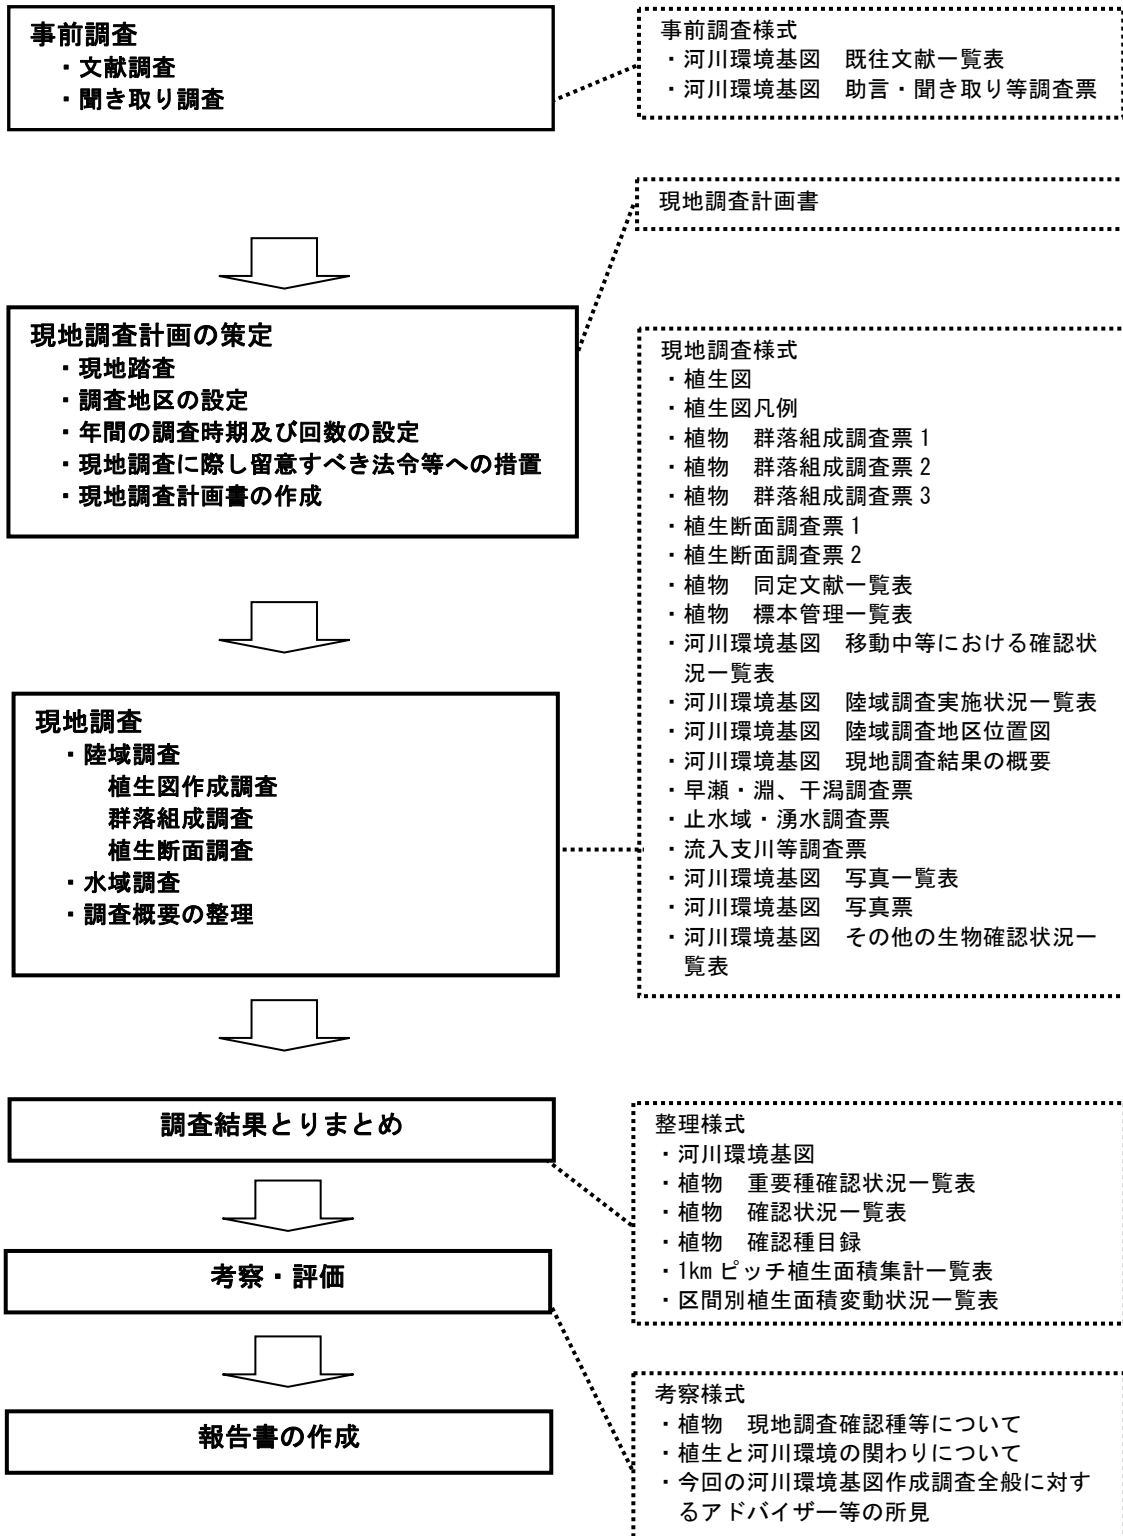 事前調査
・文献調査
・聞き取り調査
事前調査様式
・河川環境基図　既往文献一覧表
・河川環境基図　助言・聞き取り等調査票
現地調査計画書
現地調査計画の策定
・現地踏査
・調査地区の設定
・年間の調査時期及び回数の設定
・現地調査に際し留意すべき法令等への措置
・現地調査計画書の作成
現地調査様式
・植生図
・植生図凡例
・植物　群落組成調査票 1
・植物　群落組成調査票 2
・植物　群落組成調査票 3
・植生断面調査票 1
・植生断面調査票 2
・植物　同定文献一覧表
・植物　標本管理一覧表
・河川環境基図　移動中等における確認状
況一覧表
・河川環境基図　陸域調査実施状況一覧表
・河川環境基図　陸域調査地区位置図
・河川環境基図　現地調査結果の概要
・早瀬・淵、干潟調査票
・止水域・湧水調査票
・流入支川等調査票
・河川環境基図　写真一覧表
・河川環境基図　写真票
・河川環境基図　その他の生物確認状況一
覧表
現地調査
・陸域調査
植生図作成調査
群落組成調査
植生断面調査
・水域調査
・調査概要の整理
調査結果とりまとめ
整理様式
・河川環境基図
・植物　重要種確認状況一覧表
・植物　確認状況一覧表
・植物　確認種目録
・1km ピッチ植生面積集計一覧表
・区間別植生面積変動状況一覧表
考察・評価
考察様式
・植物　現地調査確認種等について
・植生と河川環境の関わりについて
・今回の河川環境基図作成調査全般に対す
るアドバイザー等の所見
報告書の作成